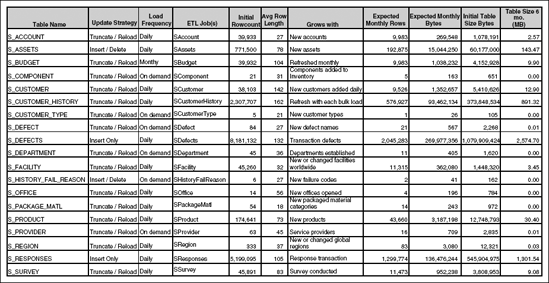 Table Name Update Strategy Load Frequency ETL Job(s) Initial Rowcount Avg Row Length Grows with Expected Monthly Rows Expected Monthly Bytes Initial Table Size Bytes Table Size 6 mo. (MB)
S_ACCOUNT Truncate / Reload Daily SAccount 39,933 27 New accounts 9,983 269,548 1,078,191 2.57
S_ASSETS Insert / Delete Daily SAssets 771,500 78 New assets 192,875 15,044,250 60,177,000 143.47
S_BUDGET Truncate / Reload Monthy SBudget 39,932 104 Refreshed monthly 9,983 1,038,232 4,152,928 9.90
S_COMPONENT Truncate / Reload On demand SComponent 21 31 Components added to Inventory 5 163 651 0.00
S_CUSTOMER Truncate / Reload Daily SCustomer 38,103 142 New customers added daily 9,526 1,352,657 5,410,626 12.90
S_CUSTOMER_HISTORY Truncate / Reload Daily SCustomerHistory 2,307,707 162 Refresh with each bulk load 576,927 93,462,134 373,848,534 891.32
S_CUSTOMER_TYPE Truncate / Reload On demand SCustomerType 5 21 New customer types 1 26 105 0.00
S_DEFECT Truncate / Reload On demand SDefect 84 27 New defect names 21 567 2,268 0.01
S_DEFECTS Insert Only Daily SDefects 8,181,132 132 Transaction defects 2,045,283 269,977,356 1,079,909,424 2,574.70
S_DEPARTMENT Truncate / Reload On demand SDepartment 45 36 Departments established 11 405 1,620 0.00
S_FACILITY Truncate / Reload Daily SFacility 45,260 32 New or changed facilities worldwide 11,315 362,080 1,448,320 3.45
S_HISTORY_FAIL_REASON Insert / Delete On demand SHistoryFailReason 6 27 New failure codes 2 41 162 0.00
S_OFFICE Truncate / Reload Daily SOffice 14 56 New offices opened 4 196 784 0.00
S_PACKAGE_MATL Truncate / Reload Daily SPackageMatl 54 18 New packaged material categories 14 243 972 0.00
S_PRODUCT Truncate / Reload Daily SProduct 174,641 73 New products 43,660 3,187,198 12,748,793 30.40
S_PROVIDER Truncate / Reload On demand SProvider 63 45 Service providers 16 709 2,835 0.01
S_REGION Truncate / Reload Daily SRegion 333 37 New or changed global regions 83 3,080 12,321 0.03
S_RESPONSES Insert Only Daily SResponses 5,199,095 105 Response transaction 1,299,774 136,476,244 545,904,975 1,301.54
S_SURVEY Truncate / Reload Daily SSurvey 45,891 83 Survey conducted 11,473 952,238 3,808,953 9.08